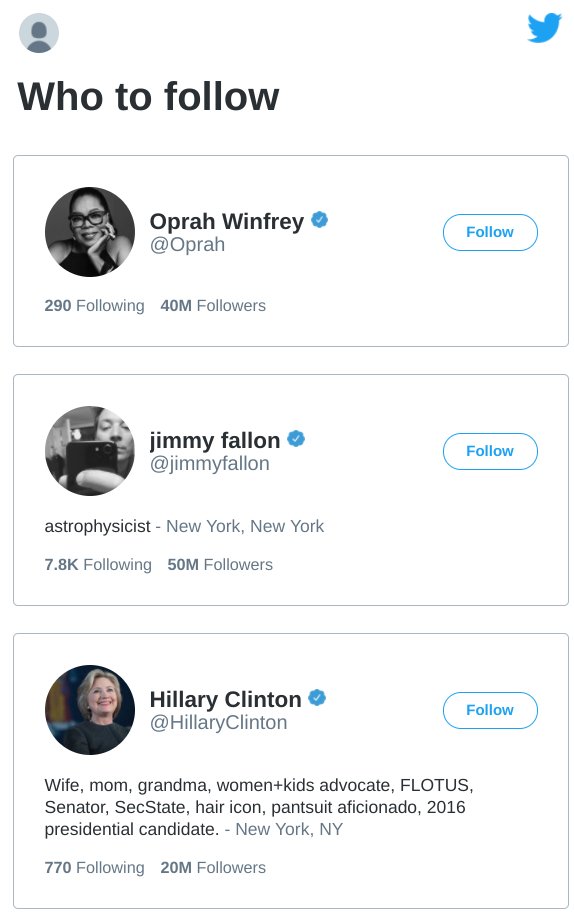 Who to follow
Oprah Winfrey
@Oprah
Follow
290 Following 40M Followers
jimmy fallon
@jimmyfallon
Follow
astrophysicist - New York, New York
7.8K Following 50M Followers
Hillary Clinton
@HillaryClinton
Follow
Wife, mom, grandma, women+kids advocate, FLOTUS,
Senator, SecState, hair icon, pantsuit aficionado, 2016
presidential candidate. - New York, NY
770 Following 20M Followers